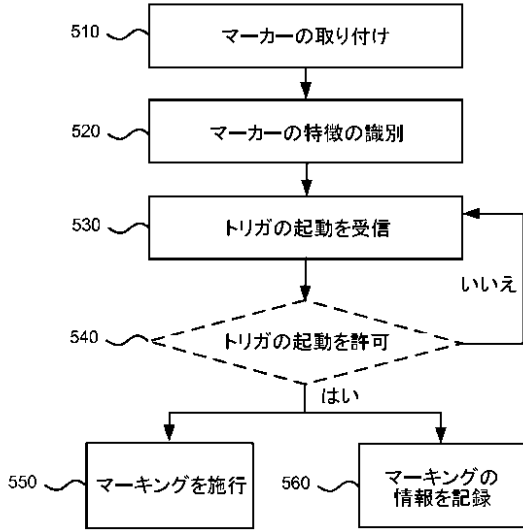 510
マーカーの取り付け
520
マーカーの特徴の識別
530
トリガの起動を受信
いいえ
540
トリガの起動を許可
はい
550
マーキングを施行
560
マーキングの
情報を記録